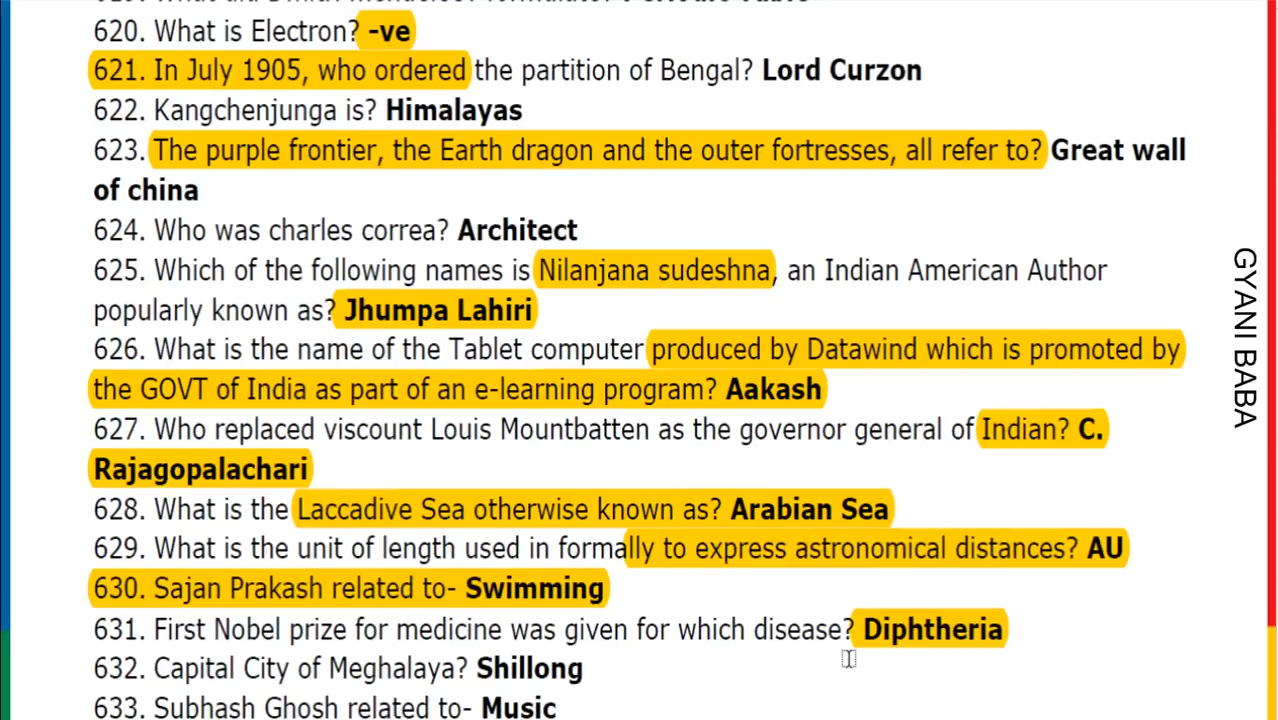 620. What is Electron? -ve
621. In July 1905, who ordered the partition of Bengal? Lord Curzon
622. Kangchenjunga is? Himalayas
623. The purple frontier, the Earth dragon and the outer fortresses, all refer to? Great wall
of china
624. Who was charles correa? Architect
625. Which of the following names is Nilanjana sudeshna, an Indian American Author
popularly known as? Jhumpa Lahiri
626. What is the name of the Tablet computer produced by Datawind which is promoted by
the GOVT of India as part of an e-learning program? Aakash
627. Who replaced viscount Louis Mountbatten as the governor general of Indian? C.
Rajagopalachari
628. What is the Laccadive Sea otherwise known as? Arabian Sea
629. What is the unit of length used in formally to express astronomical distances? AU
630. Sajan Prakash related to- Swimming
631. First Nobel prize for medicine was given for which disease? Diphtheria
632. Capital City of Meghalaya? Shillong
633. Subhash Ghosh related to- Music
GYANI BABA